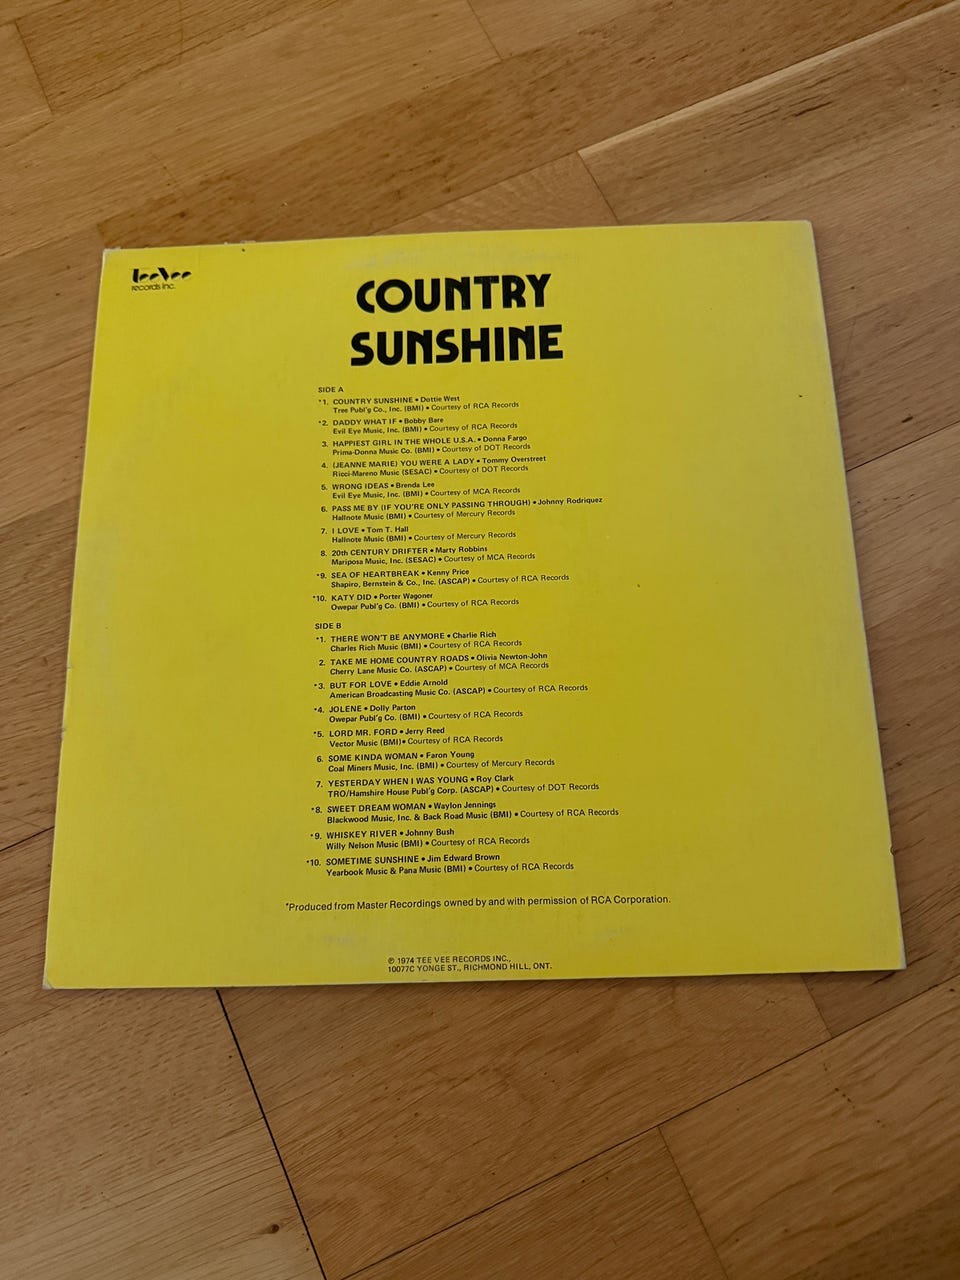 TeeVee
records inc.
COUNTRY
SUNSHINE
SIDE A
*1. COUNTRY SUNSHINE • Dottie West
Tree Publ'g Co., Inc. (BMI) • Courtesy of RCA Records
*2. DADDY WHAT IF • Bobby Bare
Evil Eye Music, Inc. (BMI) • Courtesy of RCA Records
3. HAPPIEST GIRL IN THE WHOLE U.S.A. • Donna Fargo
Prima-Donna Music Co. (BMI) • Courtesy of DOT Records
4. (JEANNE MARIE) YOU WERE A LADY • Tommy Overstreet
Ricci-Mareno Music (SESAC) • Courtesy of DOT Records
5. WRONG IDEAS • Brenda Lee
Evil Eye Music, Inc. (BMI) • Courtesy of MCA Records
6. PASS ME BY (IF YOU'RE ONLY PASSING THROUGH) • Johnny Rodriquez
Hallnote Music (BMI) • Courtesy of Mercury Records
7. I LOVE • Tom T. Hall
Hallnote Music (BMI) • Courtesy of Mercury Records
8. 20th CENTURY DRIFTER • Marty Robbins
Mariposa Music, Inc. (SESAC) • Courtesy of MCA Records
*9. SEA OF HEARTBREAK • Kenny Price
Shapiro, Bernstein & Co., Inc. (ASCAP) • Courtesy of RCA Records
*10. KATY DID • Porter Wagoner
Owepar Publ'g Co. (BMI) • Courtesy of RCA Records
SIDE B
*1. THERE WON'T BE ANYMORE • Charlie Rich
Charles Rich Music (BMI) • Courtesy of RCA Records
2. TAKE ME HOME COUNTRY ROADS • Olivia Newton-John
Cherry Lane Music Co. (ASCAP) • Courtesy of MCA Records
*3. BUT FOR LOVE • Eddie Arnold
American Broadcasting Music Co. (ASCAP) • Courtesy of RCA Records
*4. JOLENE • Dolly Parton
Owepar Publ'g Co. (BMI) • Courtesy of RCA Records
*5. LORD MR. FORD • Jerry Reed
Vector Music (BMI) • Courtesy of RCA Records
6. SOME KINDA WOMAN • Faron Young
Coal Miners Music, Inc. (BMI) • Courtesy of Mercury Records
7. YESTERDAY WHEN I WAS YOUNG • Roy Clark
TRO/Hamshire House Publ'g Corp. (ASCAP) • Courtesy of DOT Records
*8. SWEET DREAM WOMAN • Waylon Jennings
Blackwood Music, Inc. & Back Road Music (BMI) • Courtesy of RCA Records
*9. WHISKEY RIVER • Johnny Bush
Willy Nelson Music (BMI) • Courtesy of RCA Records
*10. SOMETIME SUNSHINE • Jim Edward Brown
Yearbook Music & Pana Music (BMI) • Courtesy of RCA Records
*Produced from Master Recordings owned by and with permission of RCA Corporation.
℗ 1974 TEE VEE RECORDS INC.,
10077C YONGE ST., RICHMOND HILL, ONT.